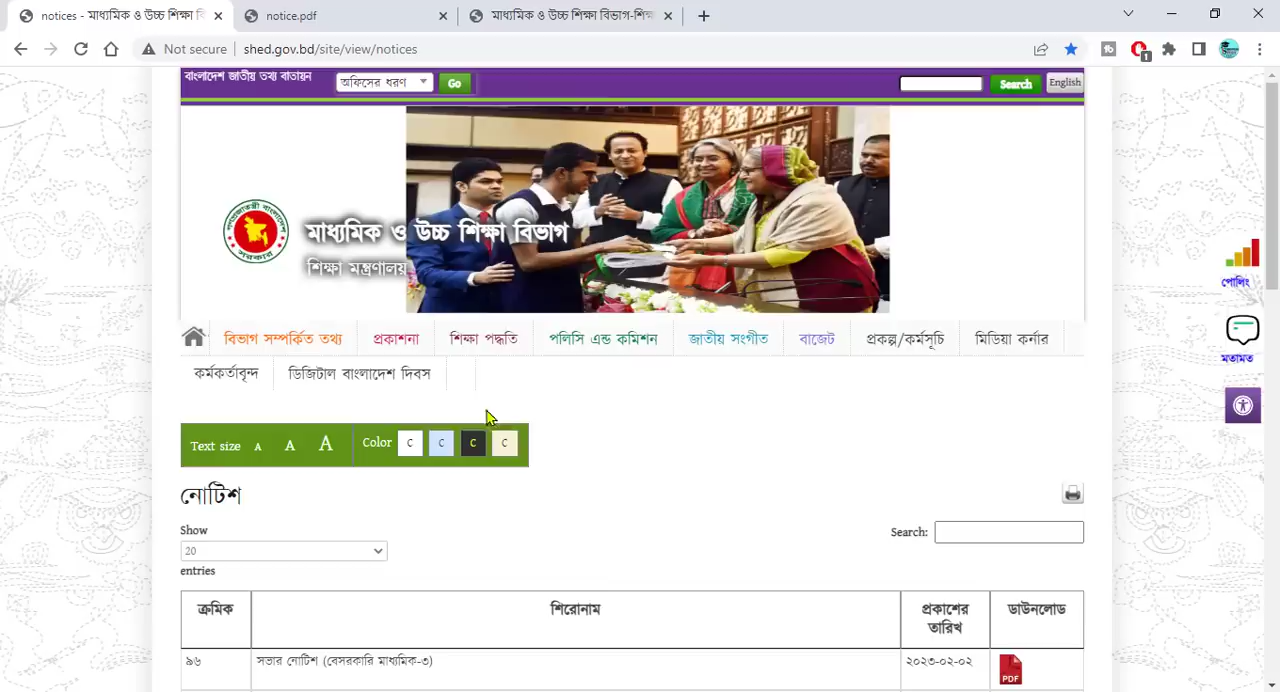 notices - মাধ্যমিক ও উচ্চ শিক্ষা বি
notice.pdf
মাধ্যমিক ও উচ্চ শিক্ষা বিভাগ-শিক্ষ
Not secure
shed.gov.bd/site/view/notices
বাংলাদেশ জাতীয় তথ্য বাতায়ন
অফিসের ধরণ
Go
Search
English
মাধ্যমিক ও উচ্চ শিক্ষা বিভাগ
শিক্ষা মন্ত্রণালয়
পোলিং
মতামত
বিভাগ সম্পর্কিত তথ্য
প্রকাশনা
শিক্ষা পদ্ধতি
পলিসি এন্ড কমিশন
জাতীয় সংগীত
বাজেট
প্রকল্প/কর্মসূচি
মিডিয়া কর্নার
কর্মকর্তাবৃন্দ
ডিজিটাল বাংলাদেশ দিবস
Text size A A A Color C C C C
নোটিশ
Show
Search:
20
entries
ক্রমিক
শিরোনাম
প্রকাশের
তারিখ
ডাউনলোড
৯৬
সভার নোটিশ (বেসরকারি মাধ্যমিক-৩)
২০২৩-০২-০২
PDF